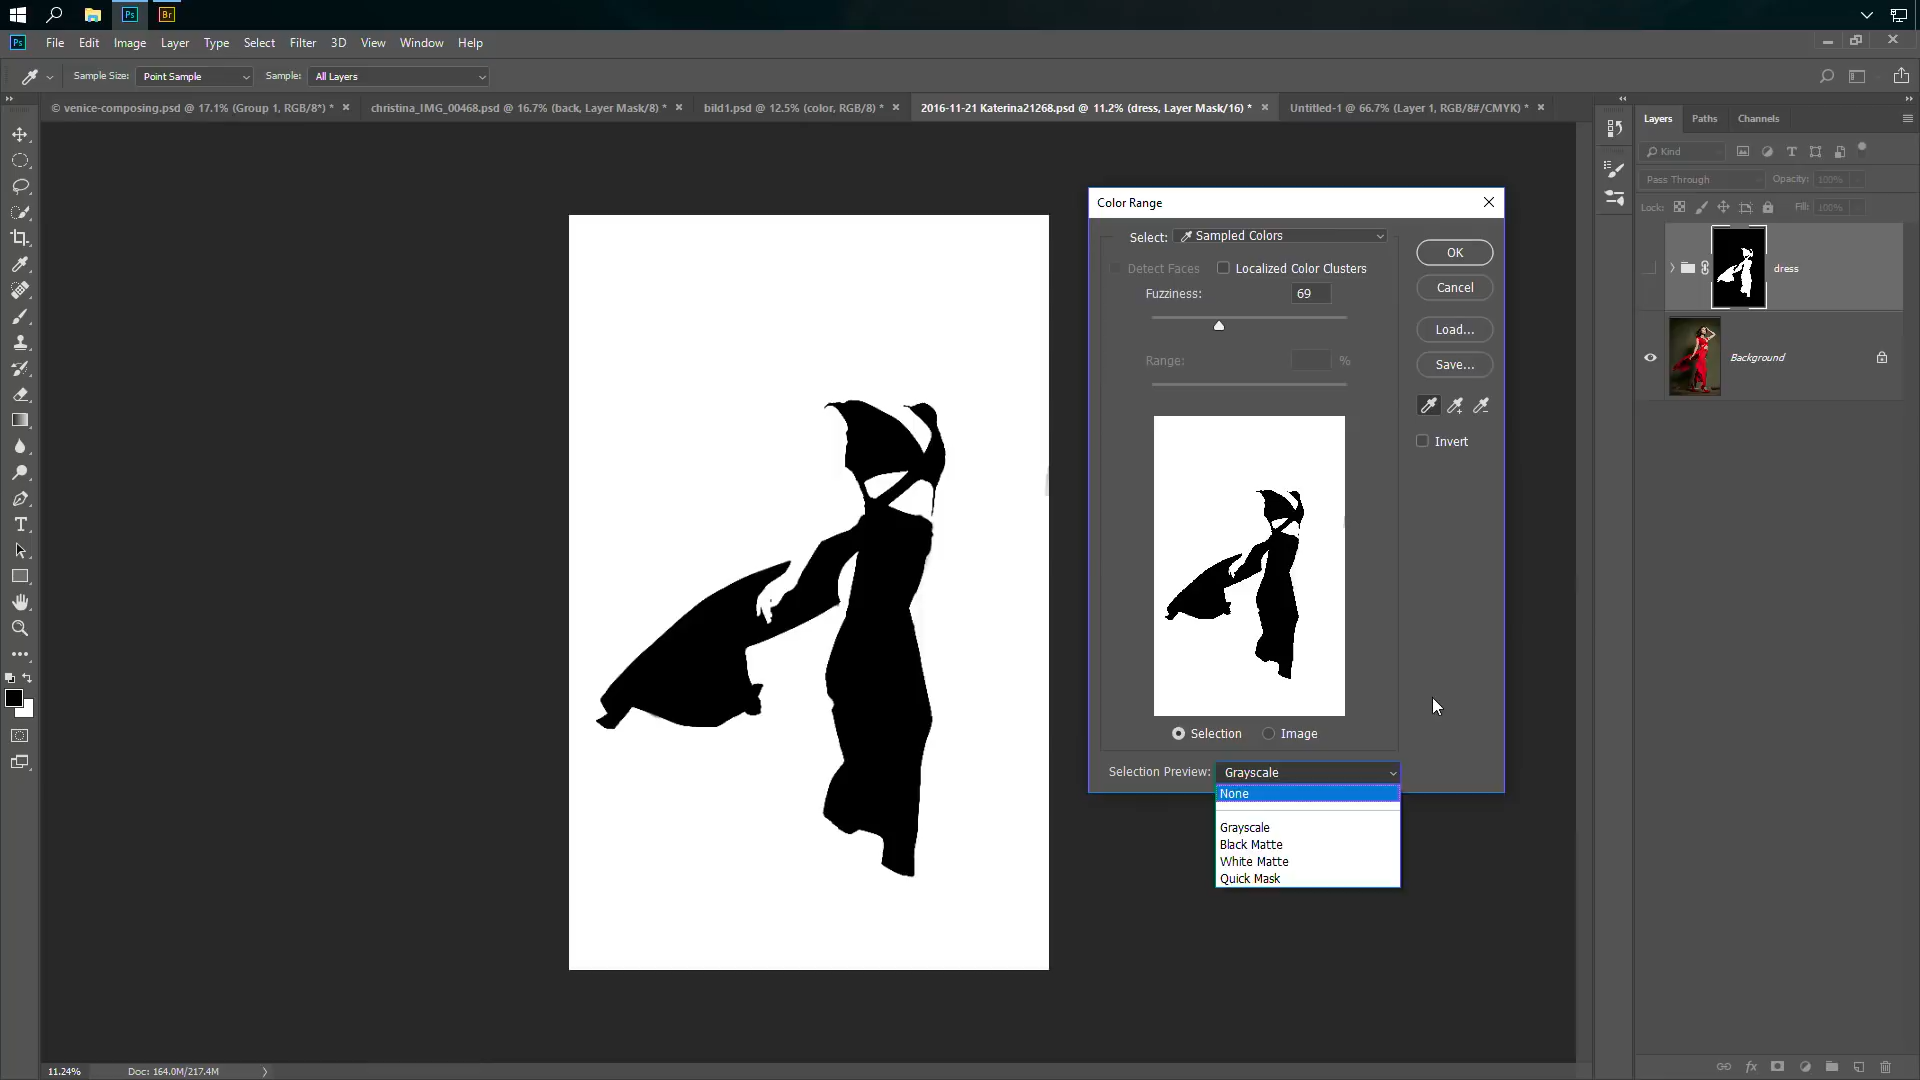 Ps
Br
Ps
File
Edit
Image
Layer
Type
Select
Filter
3D
View
Window
Help
Sample Size:
Point Sample
Sample:
All Layers
© venice-composing.psd @ 17.1% (Group 1, RGB/8*) *
christina_IMG_00468.psd @ 16.7% (back, Layer Mask/8) *
bild1.psd @ 12.5% (color, RGB/8) *
2016-11-21 Katerina21268.psd @ 11.2% (dress, Layer Mask/16) *
Untitled-1 @ 66.7% (Layer 1, RGB/8#/CMYK) *
Color Range
Select:
Sampled Colors
Detect Faces
Localized Color Clusters
Fuzziness:
69
Range:
%
OK
Cancel
Load...
Save...
Invert
Selection
Image
Selection Preview:
Grayscale
None
Grayscale
Black Matte
White Matte
Quick Mask
Layers
Paths
Channels
Kind
Pass Through
Opacity:
100%
Lock:
Fill:
100%
dress
Background
11.24%
Doc: 164.0M/217.4M